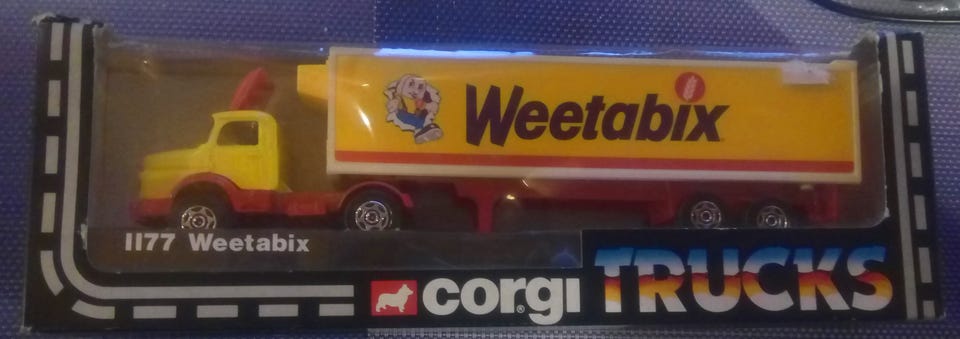 Weetabix
1177 Weetabix
corgi
TRUCKS